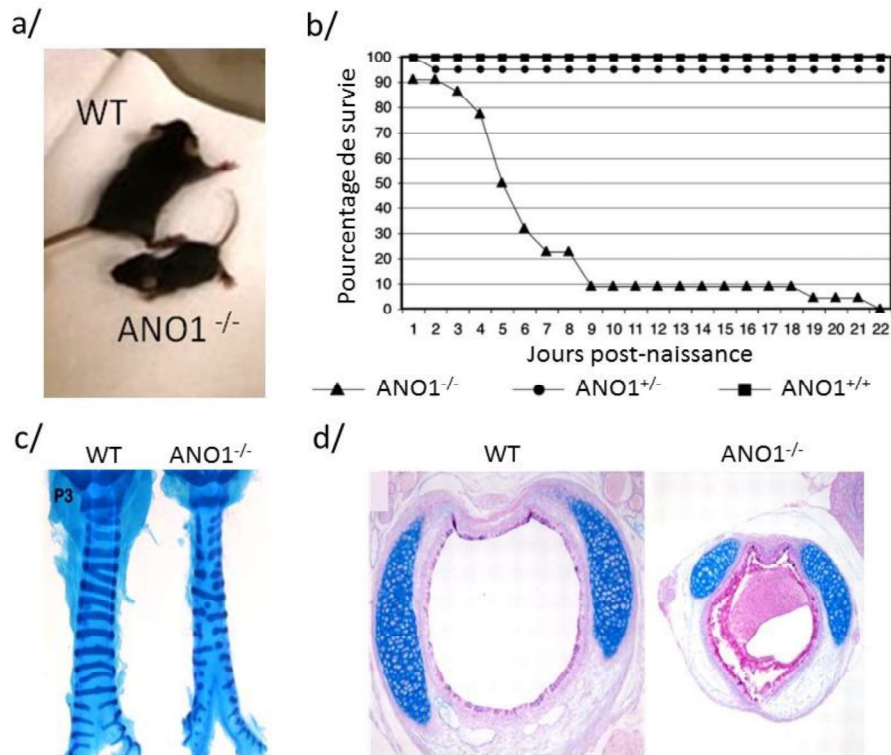 a/
WT
ANO1 -/-
b/
Pourcentage de survie
100
90
80
70
60
50
40
30
20
10
0
1 2 3 4 5 6 7 8 9 10 11 12 13 14 15 16 17 18 19 20 21 22
Jours post-naissance
ANO1-/- ANO1+/- ANO1+/+
c/
WT ANO1-/-
P3
d/
WT ANO1-/-